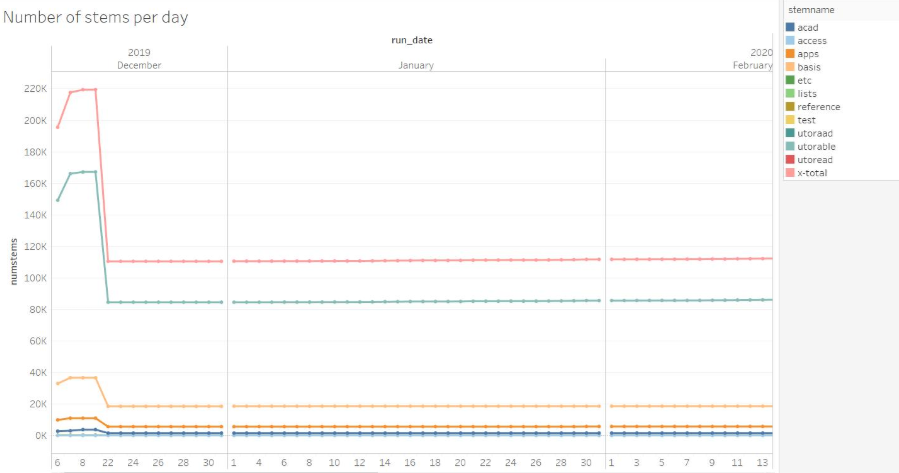 Number of stems per day
stemname
run_date
2019
2020
December
January
February
acad
access
apps
basis
etc
lists
reference
test
utoraad
utorable
utoread
x-total
numstems
220K
200K
180K
160K
140K
120K
100K
80K
60K
40K
20K
0K
6 8 22 24 26 28 30 1 4 6 8 10 12 14 16 18 20 22 24 26 28 30 1 3 5 7 9 11 13